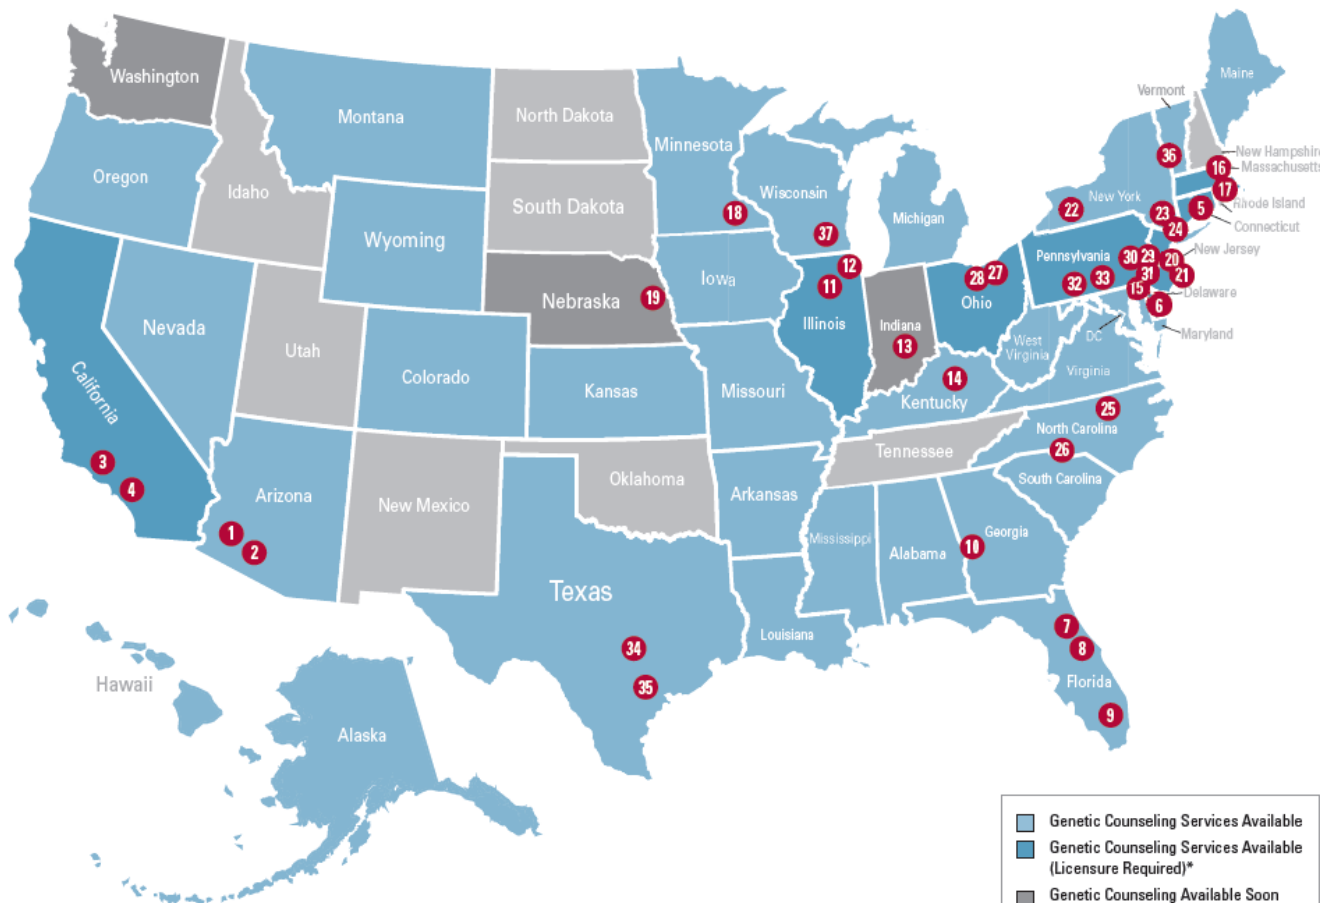 Washington
Montana
North Dakota
Minnesota
Maine
Vermont
Oregon
Idaho
South Dakota
Wisconsin
Michigan
New York
New Hampshire
Massachusetts
Rhode Island
Connecticut
New Jersey
Delaware
Maryland
DC
Wyoming
Nebraska
Iowa
Illinois
Indiana
Ohio
Pennsylvania
Nevada
Utah
Colorado
Kansas
Missouri
Kentucky
West
Virginia
Virginia
California
Arizona
New Mexico
Oklahoma
Arkansas
Tennessee
North Carolina
South Carolina
Texas
Louisiana
Mississippi
Alabama
Georgia
Florida
Hawaii
Alaska
1
2
3
4
5
6
7
8
9
10
11
12
13
14
15
16
17
18
19
20
21
22
23
24
25
26
27
28
29
30
31
32
33
34
35
36
37
Genetic Counseling Services Available
Genetic Counseling Services Available
(Licensure Required)*
Genetic Counseling Available Soon